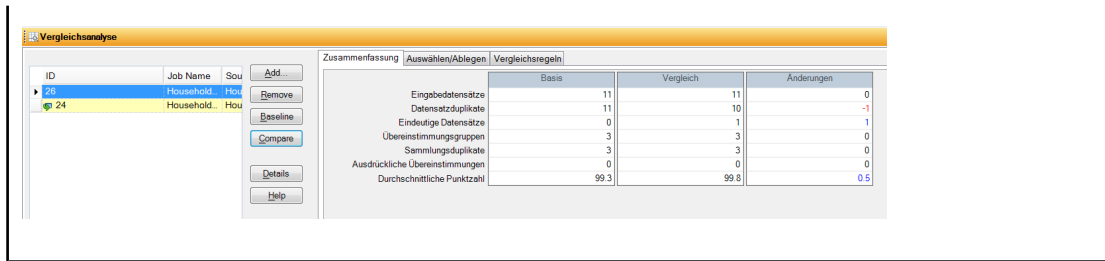 Vergleichsanalyse
Zusammenfassung Auswählen/Ablegen Vergleichsregeln
ID Job Name Sou
26 Household... Hou
24 Household... Hou
Add...
Remove
Baseline
Compare
Details
Help
Basis Vergleich Änderungen
Eingabedatensätze 11 11 0
Datensatzduplikate 11 10 -1
Eindeutige Datensätze 0 1 1
Übereinstimmungsgruppen 3 3 0
Sammlungsduplikate 3 3 0
Ausdrückliche Übereinstimmungen 0 0 0
Durchschnittliche Punktzahl 99.3 99.8 0.5